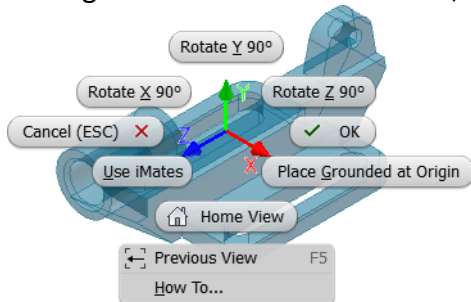 Rotate Y 90°
Rotate X 90°
Rotate Z 90°
Cancel (ESC)
OK
Y
Z
X
Use iMates
Place Grounded at Origin
Home View
Previous View F5
How To...